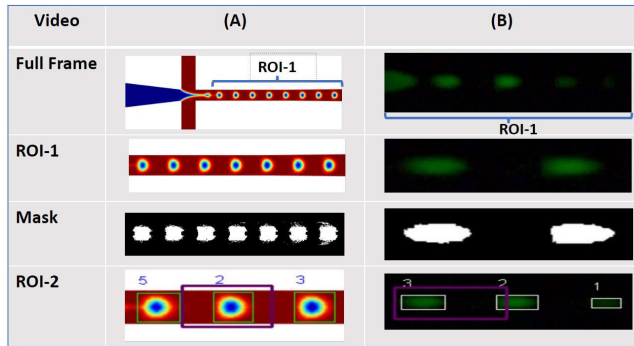 Video (A) (B)
Full Frame ROI-1
ROI-1
ROI-1
Mask
ROI-2 5 2 3 3 2 1